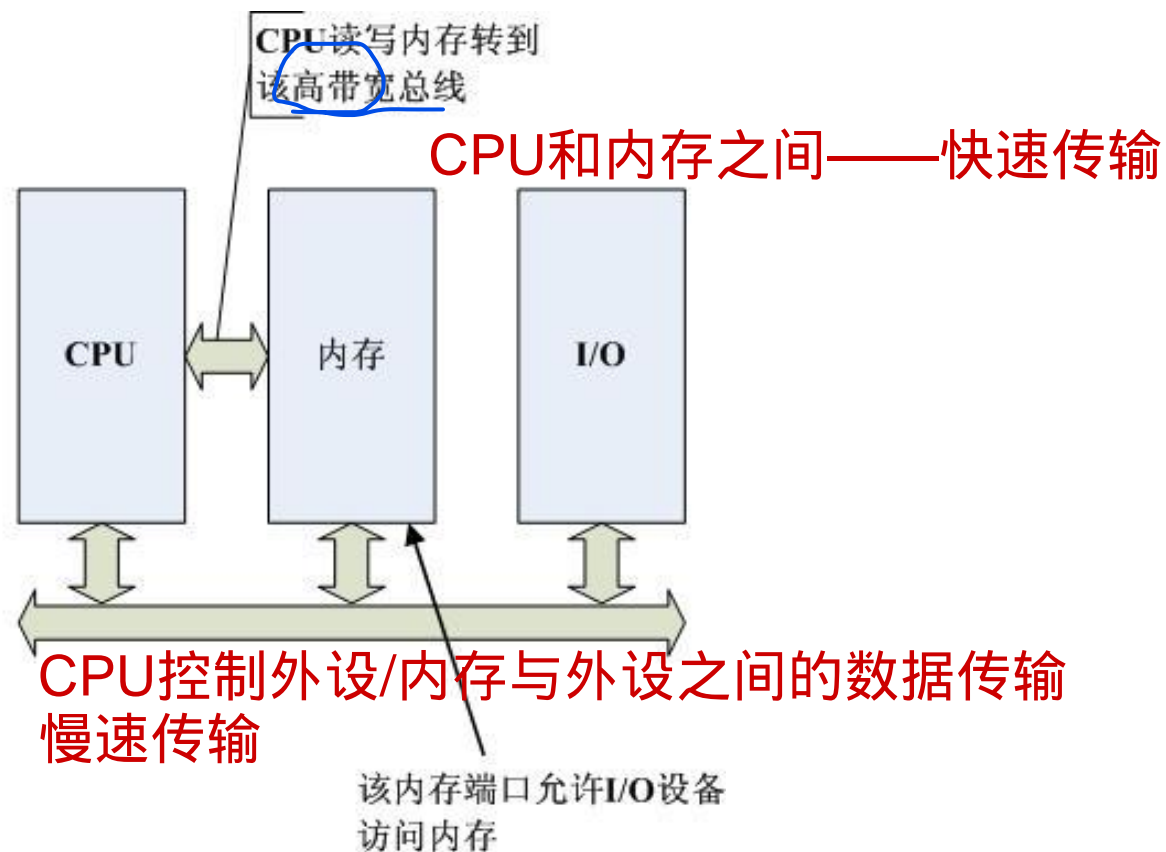 CPU读写内存转到
该高带宽总线
CPU和内存之间——快速传输
CPU
内存
I/O
CPU控制外设/内存与外设之间的数据传输
慢速传输
该内存端口允许I/O设备
访问内存